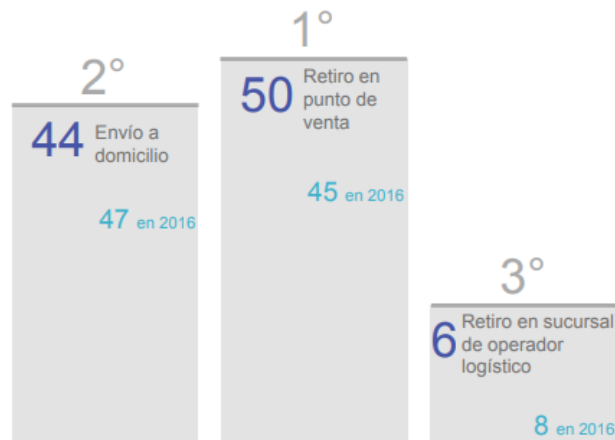 2°
44 Envío a
domicilio
47 en 2016
1°
50 Retiro en
punto de
venta
45 en 2016
3°
6 Retiro en sucursal
de operador
logístico
8 en 2016